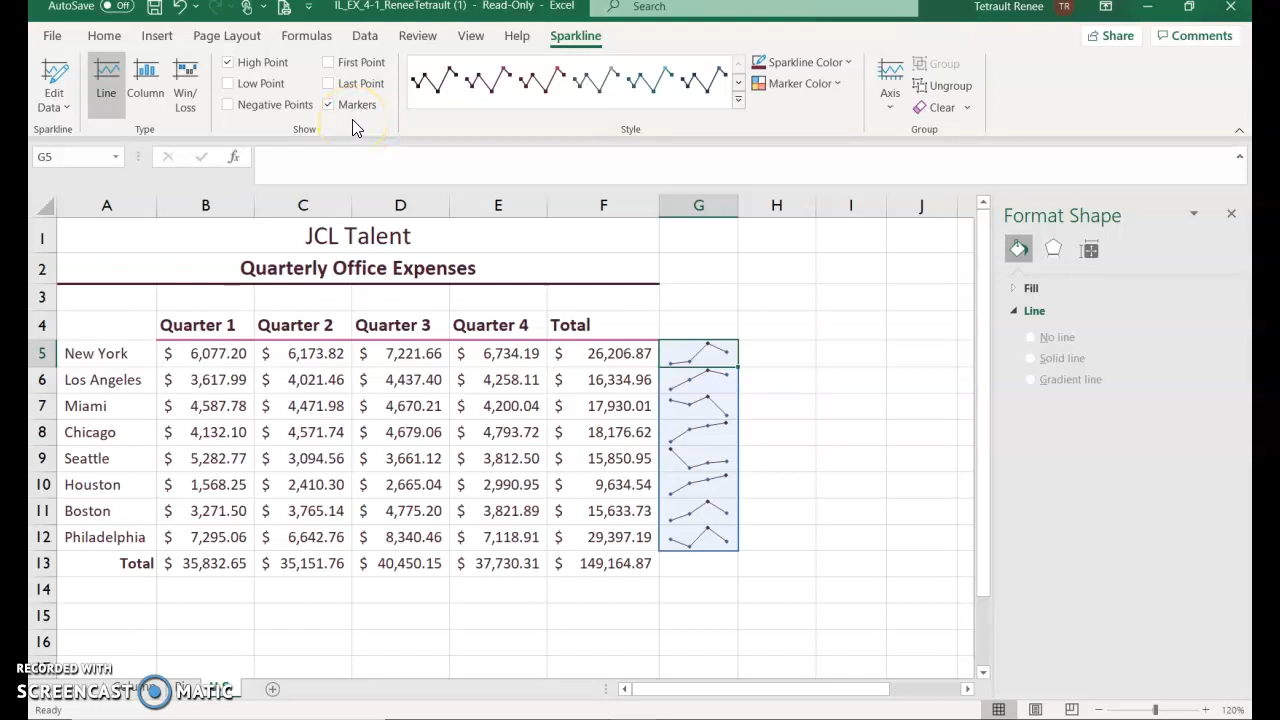 AutoSave Off IL_EX_4-1_ReneeTetrault (1) - Read-Only - Excel Search Tetrault Renee TR
File Home Insert Page Layout Formulas Data Review View Help Sparkline Share Comments
Edit Data Line Column Win/Loss High Point First Point Sparkline Color Axis Group
Low Point Last Point Marker Color Ungroup
Negative Points Markers Clear
Sparkline Type Show Style Group
G5 fx
A B C D E F G H I J
Format Shape
1 JCL Talent
2 Quarterly Office Expenses
3
Fill
Line
No line
Solid line
Gradient line
4 Quarter 1 Quarter 2 Quarter 3 Quarter 4 Total
5 New York $ 6,077.20 $ 6,173.82 $ 7,221.66 $ 6,734.19 $ 26,206.87
6 Los Angeles $ 3,617.99 $ 4,021.46 $ 4,437.40 $ 4,258.11 $ 16,334.96
7 Miami $ 4,587.78 $ 4,471.98 $ 4,670.21 $ 4,200.04 $ 17,930.01
8 Chicago $ 4,132.10 $ 4,571.74 $ 4,679.06 $ 4,793.72 $ 18,176.62
9 Seattle $ 5,282.77 $ 3,094.56 $ 3,661.12 $ 3,812.50 $ 15,850.95
10 Houston $ 1,568.25 $ 2,410.30 $ 2,665.04 $ 2,990.95 $ 9,634.54
11 Boston $ 3,271.50 $ 3,765.14 $ 4,775.20 $ 3,821.89 $ 15,633.73
12 Philadelphia $ 7,295.06 $ 6,642.76 $ 8,340.46 $ 7,118.91 $ 29,397.19
13 Total $ 35,832.65 $ 35,151.76 $ 40,450.15 $ 37,730.31 $ 149,164.87
14
15
16
RECORDED WITH
SCREENCAST MATIC
Ready 120%